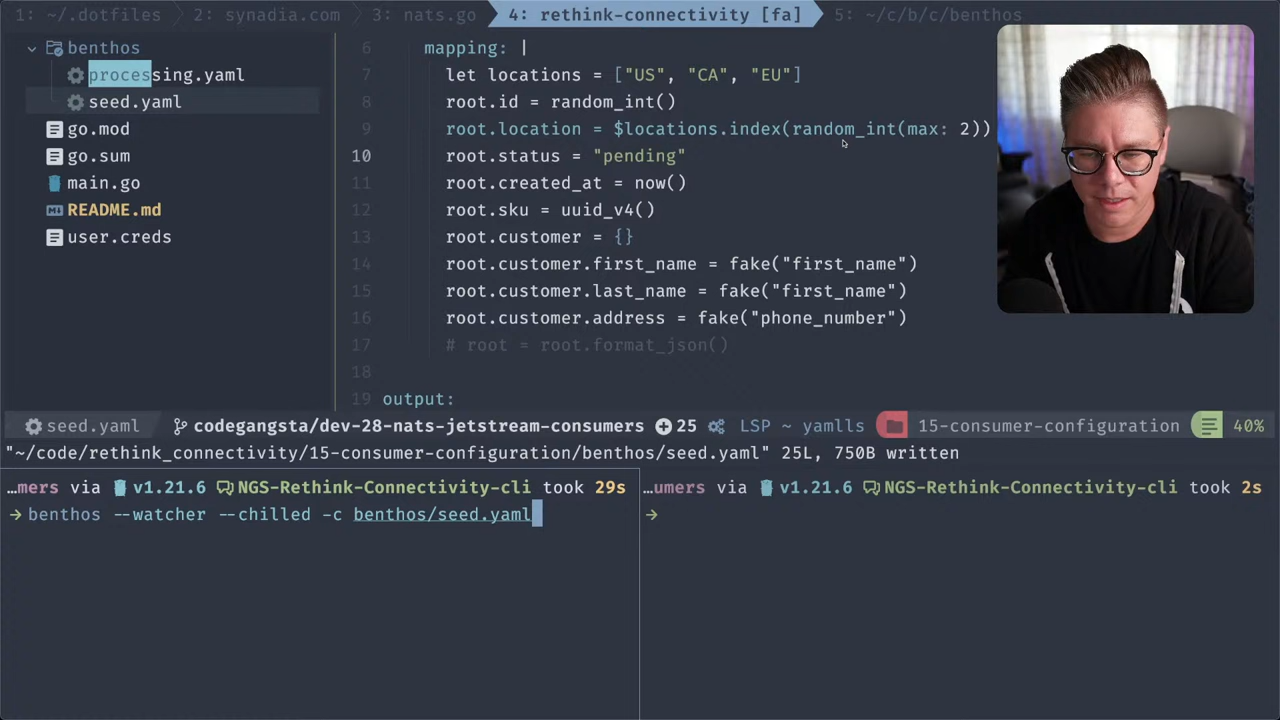 1: ~/.dotfiles 2: synadia.com 3: nats.go 4: rethink-connectivity [fa] 5: ~/c/b/c/benthos
benthos
processing.yaml
seed.yaml
go.mod
go.sum
main.go
README.md
user.creds
6 mapping: |
7 let locations = ["US", "CA", "EU"]
8 root.id = random_int()
9 root.location = $locations.index(random_int(max: 2))
10 root.status = "pending"
11 root.created_at = now()
12 root.sku = uuid_v4()
13 root.customer = {}
14 root.customer.first_name = fake("first_name")
15 root.customer.last_name = fake("first_name")
16 root.customer.address = fake("phone_number")
17 # root = root.format_json()
18
19 output:
seed.yaml codegangsta/dev-28-nats-jetstream-consumers 25 LSP ~ yamlls 15-consumer-configuration 40%
"~/code/rethink_connectivity/15-consumer-configuration/benthos/seed.yaml" 25L, 750B written
…mers via v1.21.6 NGS-Rethink-Connectivity-cli took 29s
→ benthos --watcher --chilled -c benthos/seed.yaml
…umers via v1.21.6 NGS-Rethink-Connectivity-cli took 2s
→